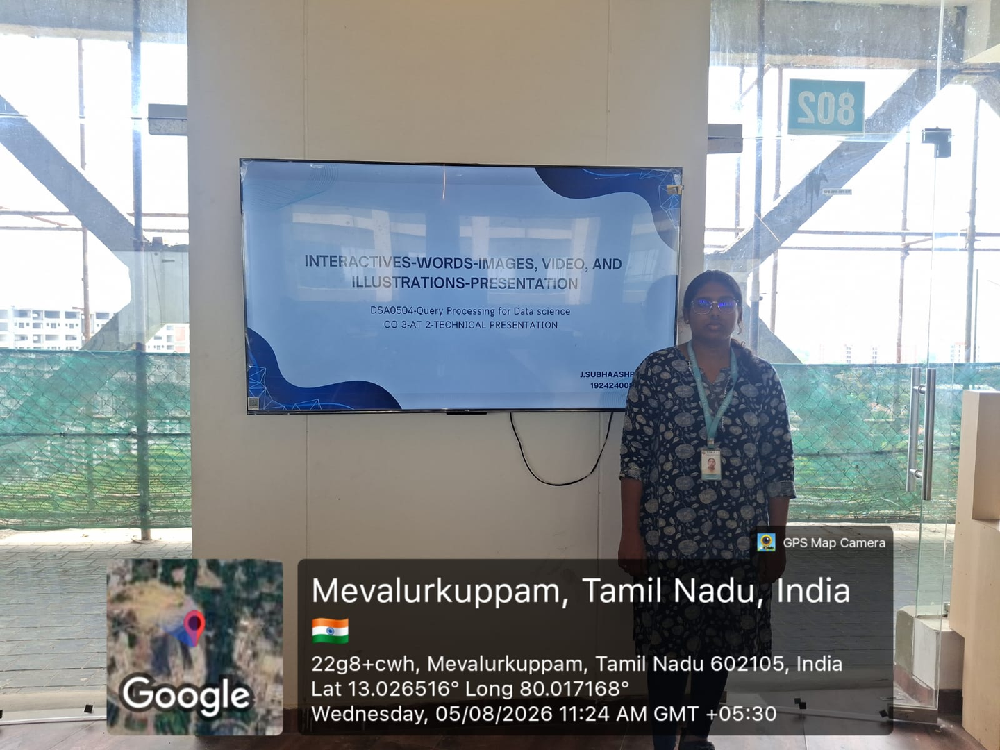 802
INTERACTIVES-WORDS-IMAGES, VIDEO, AND
ILLUSTRATIONS-PRESENTATION
DSA0504-Query Processing for Data science
CO 3-AT 2-TECHNICAL PRESENTATION
J.SUBHAASHR
19242400
GPS Map Camera
Mevalurkuppam, Tamil Nadu, India
22g8+cwh, Mevalurkuppam, Tamil Nadu 602105, India
Lat 13.026516° Long 80.017168°
Wednesday, 05/08/2026 11:24 AM GMT +05:30
Google